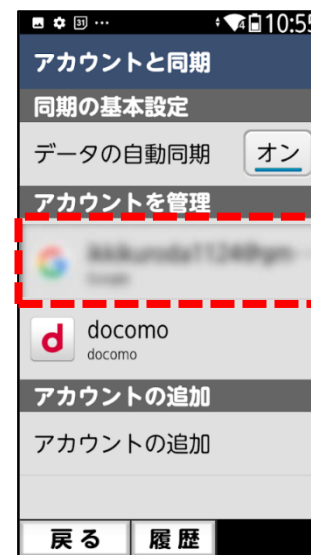 31 … 4 10:55
アカウントと同期
同期の基本設定
データの自動同期 オン
アカウントを管理
Google
d docomo
docomo
アカウントの追加
アカウントの追加
戻る 履歴